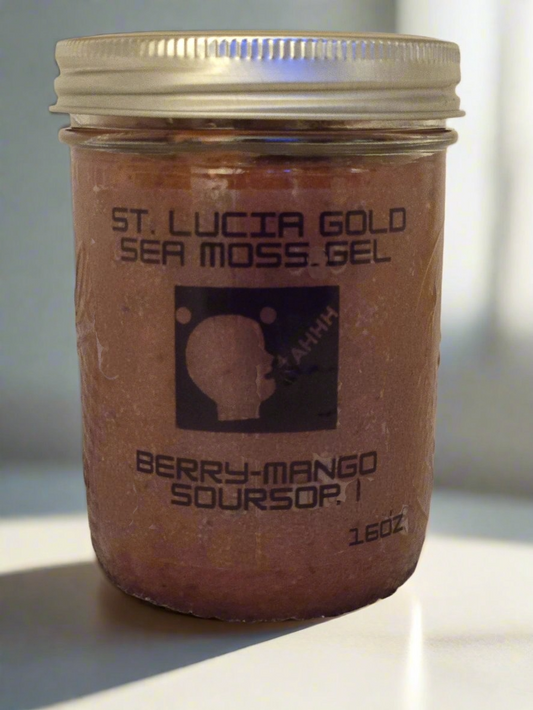 ST. LUCIA GOLD
SEA MOSS GEL
AHHH
BERRY-MANGO
SOURSOP
16OZ